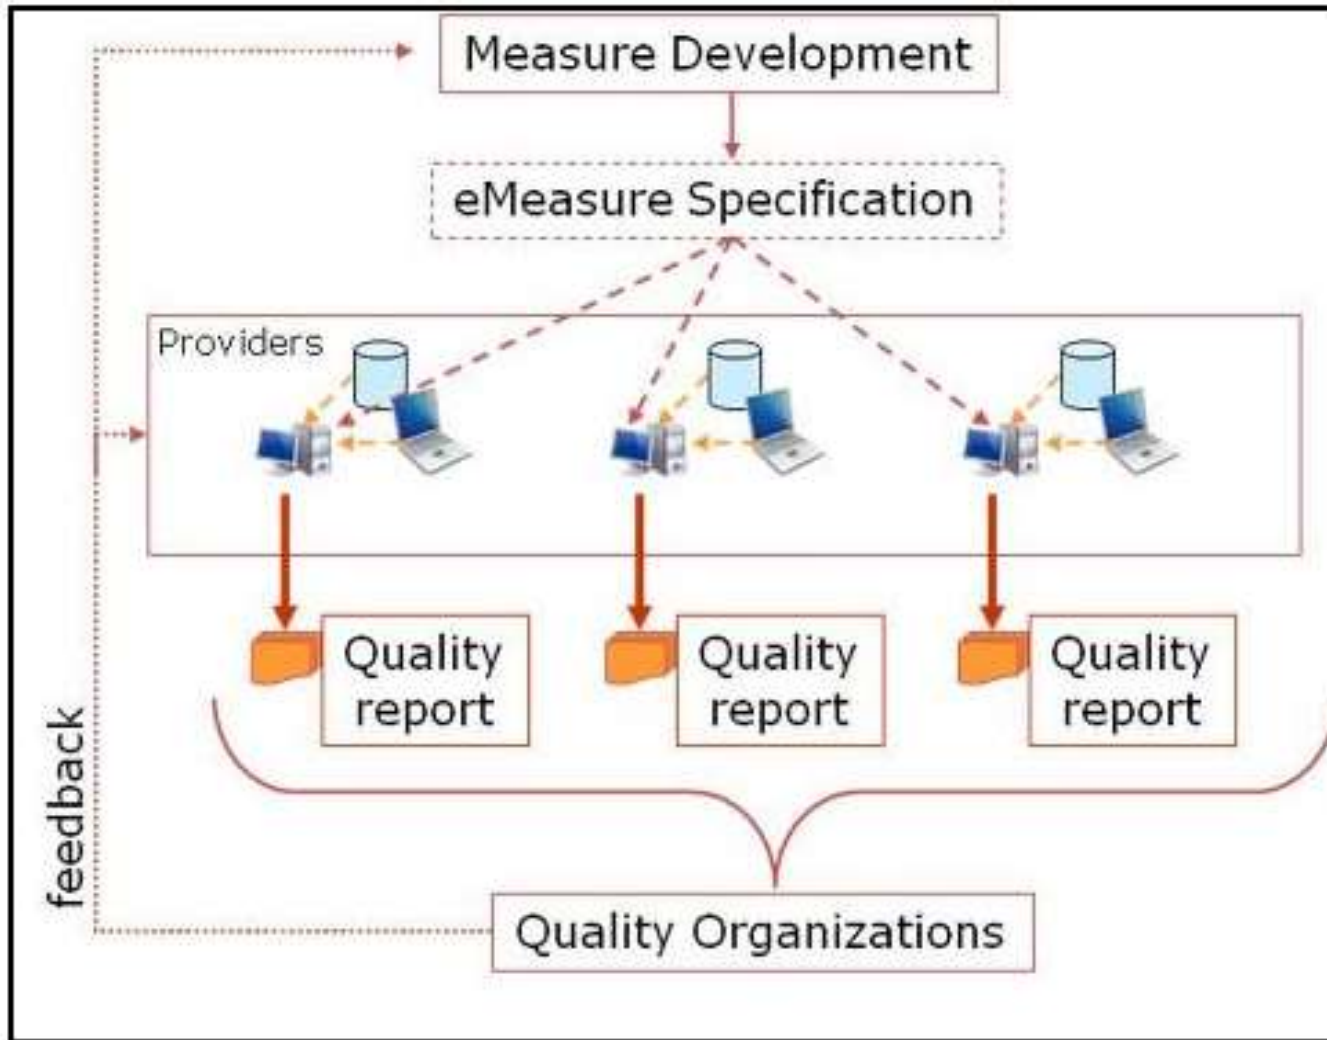 Measure Development
eMeasure Specification
Providers
Quality
report
Quality
report
Quality
report
feedback
Quality Organizations